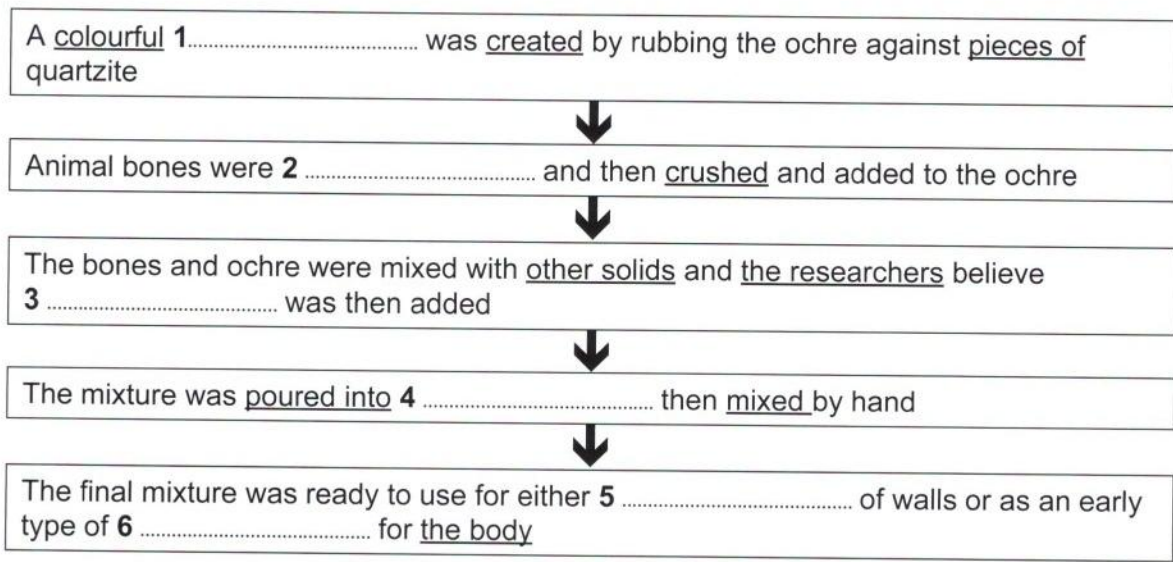 A colourful 1........................................ was created by rubbing the ochre against pieces of
quartzite
Animal bones were 2 ........................................ and then crushed and added to the ochre
The bones and ochre were mixed with other solids and the researchers believe
3 ........................................ was then added
The mixture was poured into 4 ........................................ then mixed by hand
The final mixture was ready to use for either 5 ........................................ of walls or as an early
type of 6 ........................................ for the body